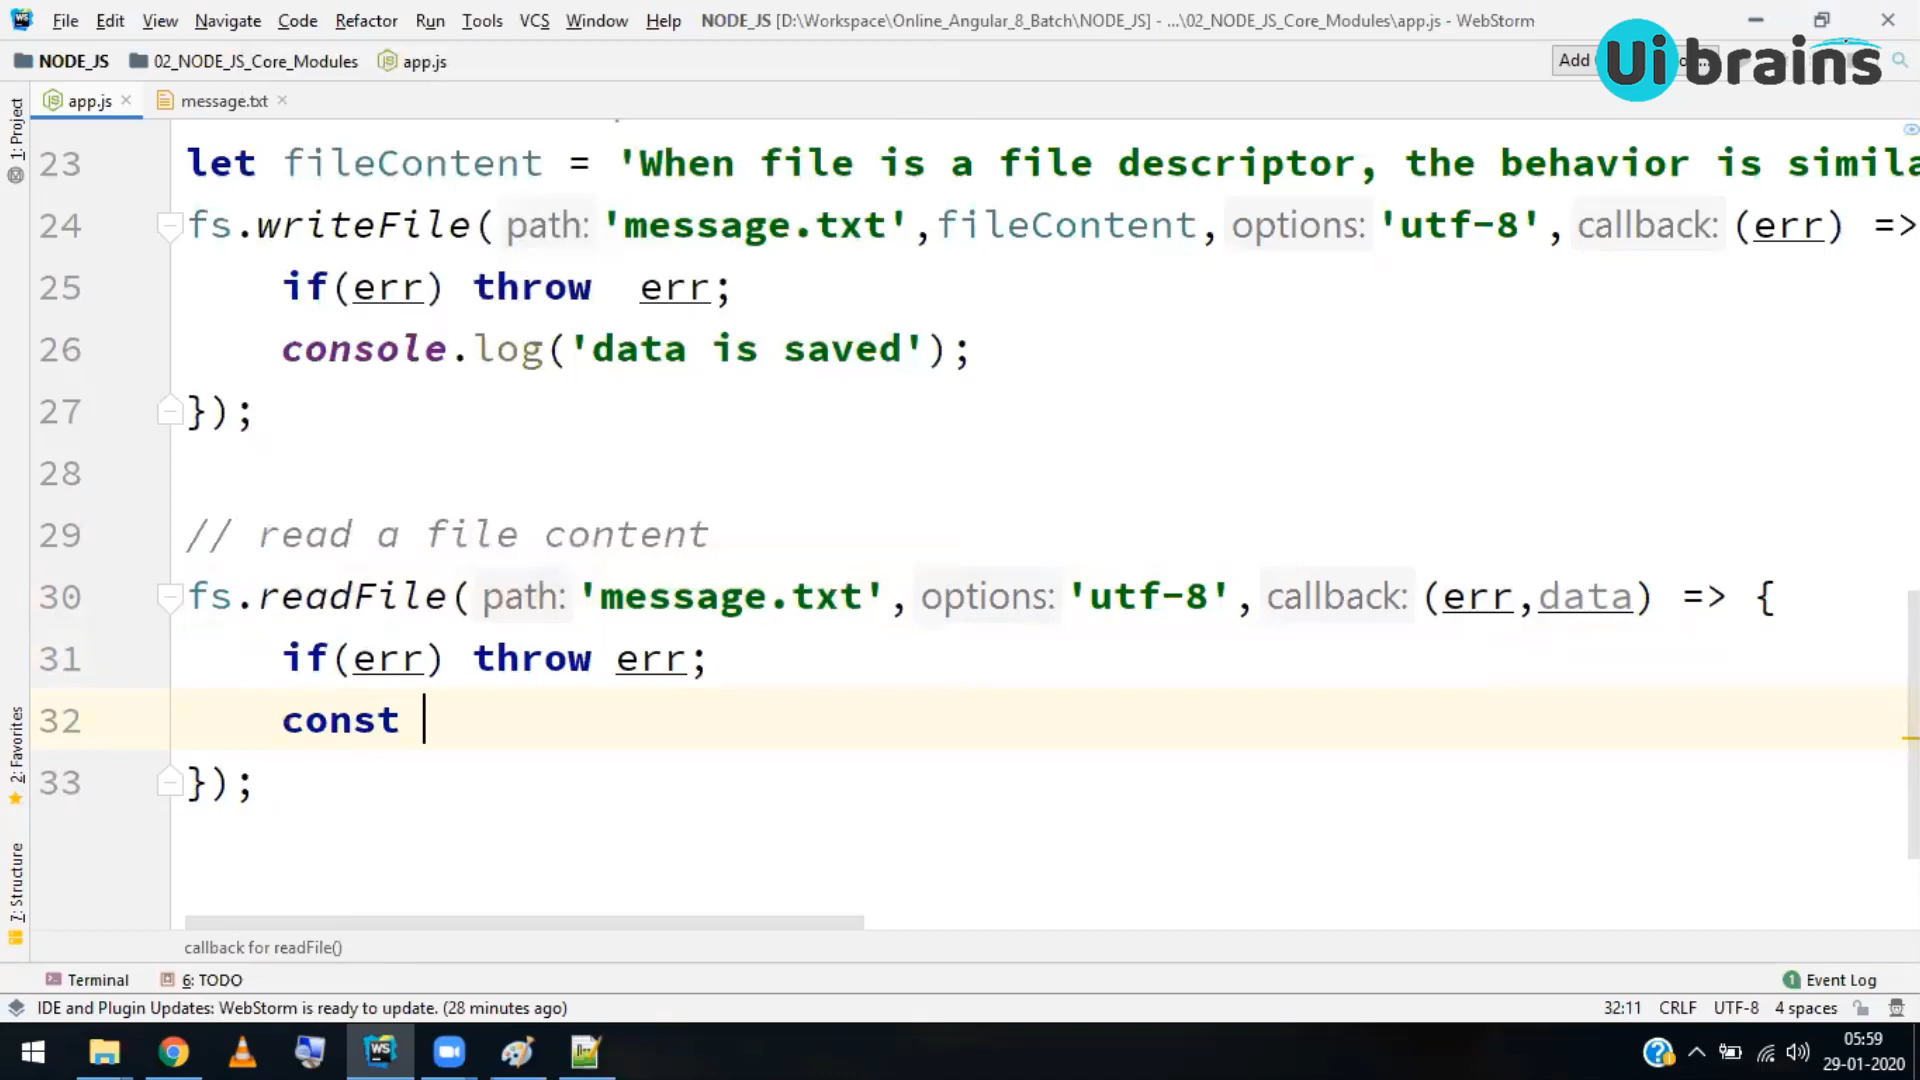 File Edit View Navigate Code Refactor Run Tools VCS Window Help NODE_JS [D:\Workspace\Online_Angular_8_Batch\NODE_JS] - ...\02_NODE_JS_Core_Modules\app.js - WebStorm
NODE_JS 02_NODE_JS_Core_Modules app.js Add
Uibrains
app.js message.txt
1: Project
2: Favorites
7: Structure
23 let fileContent = 'When file is a file descriptor, the behavior is simila
24 fs.writeFile( path: 'message.txt',fileContent, options: 'utf-8', callback: (err) =>
25 if(err) throw  err;
26 console.log('data is saved');
27 });
28
29 // read a file content
30 fs.readFile( path: 'message.txt', options: 'utf-8', callback: (err,data) => {
31 if(err) throw err;
32 const
33 });
callback for readFile()
Terminal 6: TODO 1 Event Log
IDE and Plugin Updates: WebStorm is ready to update. (28 minutes ago) 32:11 CRLF UTF-8 4 spaces
WS
05:59
29-01-2020